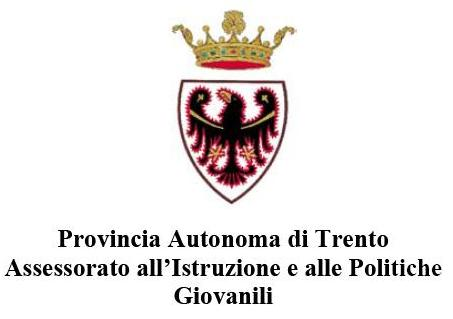 Provincia Autonoma di Trento
Assessorato all’Istruzione e alle Politiche
Giovanili